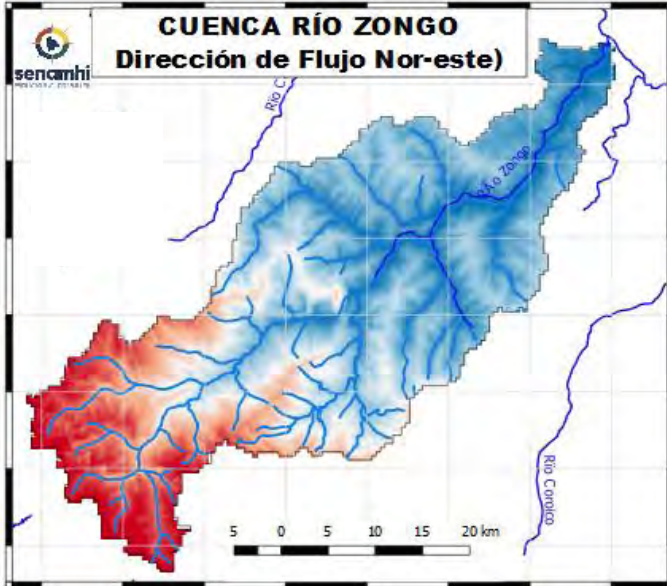 CUENCA RÍO ZONGO
Dirección de Flujo Nor-este)
senamhi
Río C
RÃ­o Zongo
Río Coroico
5 0 5 10 15 20 km